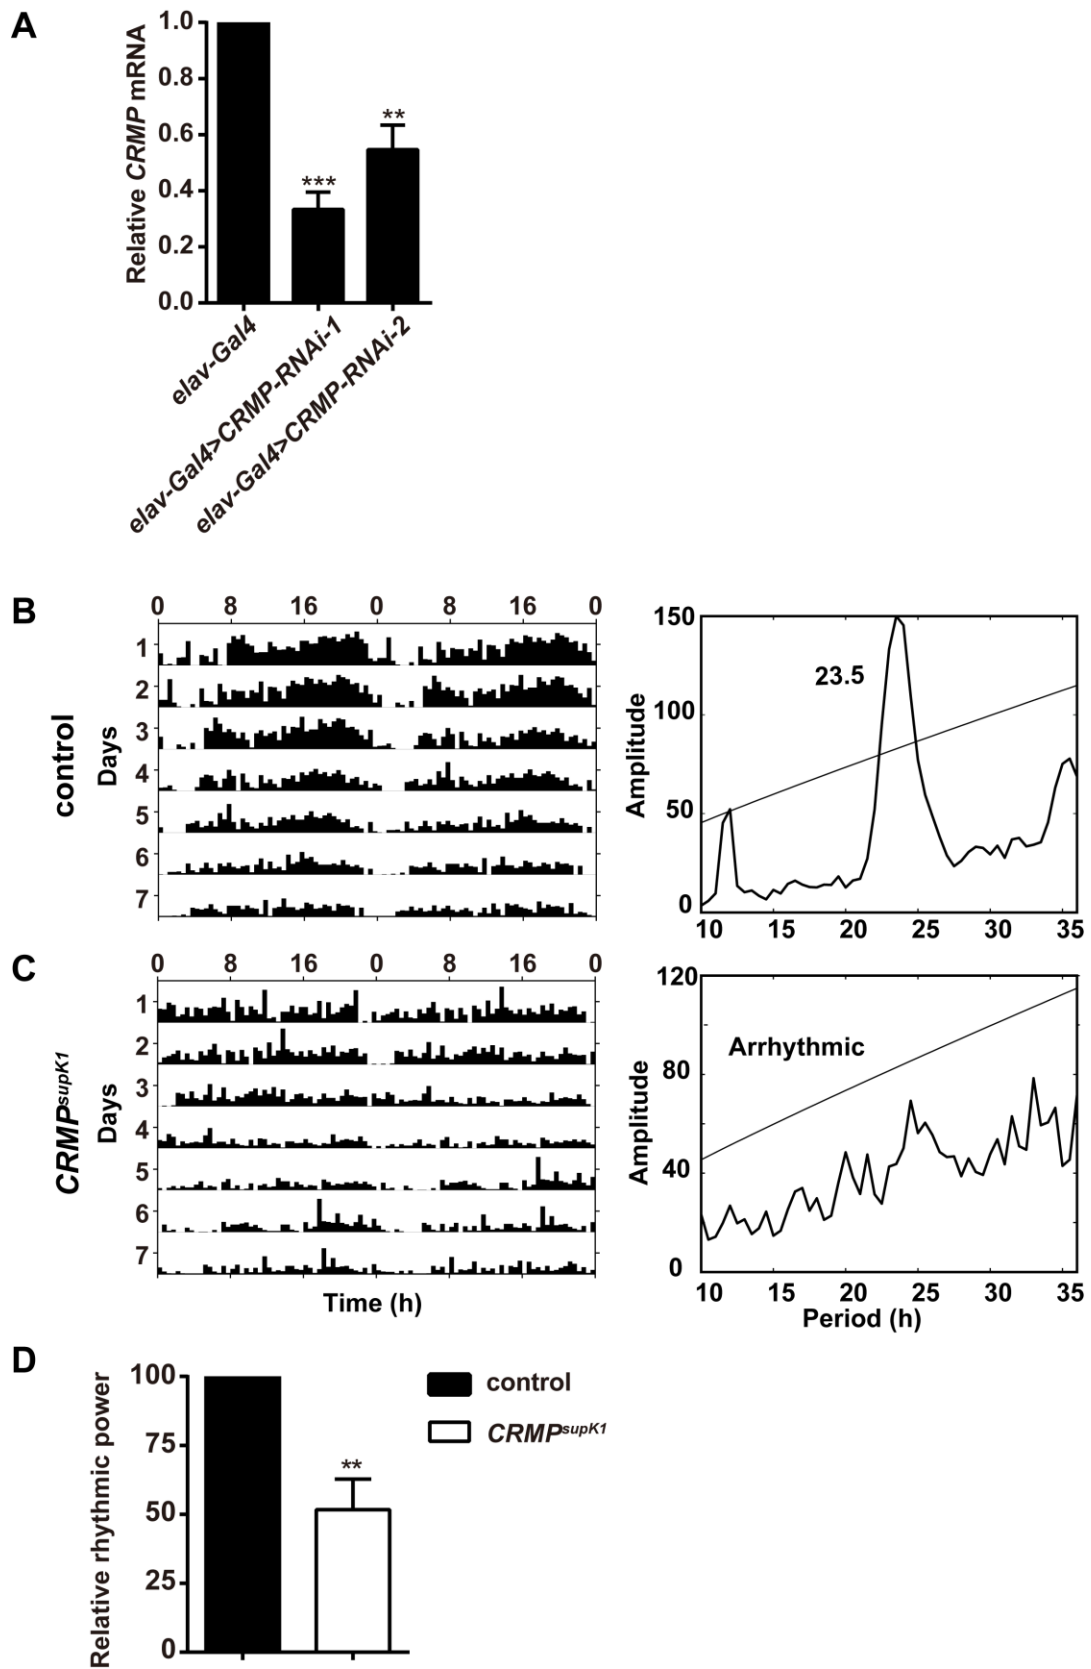 A
Relative CRMP mRNA
1.0
0.8
0.6
0.4
0.2
0.0
***
**
elav-Gal4
elav-Gal4>CRMP-RNAi-1
elav-Gal4>CRMP-RNAi-2
B
control
Days
0 8 16 0 8 16 0
1
2
3
4
5
6
7
Amplitude
150
100
50
0
23.5
10 15 20 25 30 35
C
CRMPsupK1
Days
0 8 16 0 8 16 0
1
2
3
4
5
6
7
Time (h)
Amplitude
120
80
40
0
Arrhythmic
10 15 20 25 30 35
Period (h)
D
Relative rhythmic power
100
75
50
25
0
**
control
CRMPsupK1